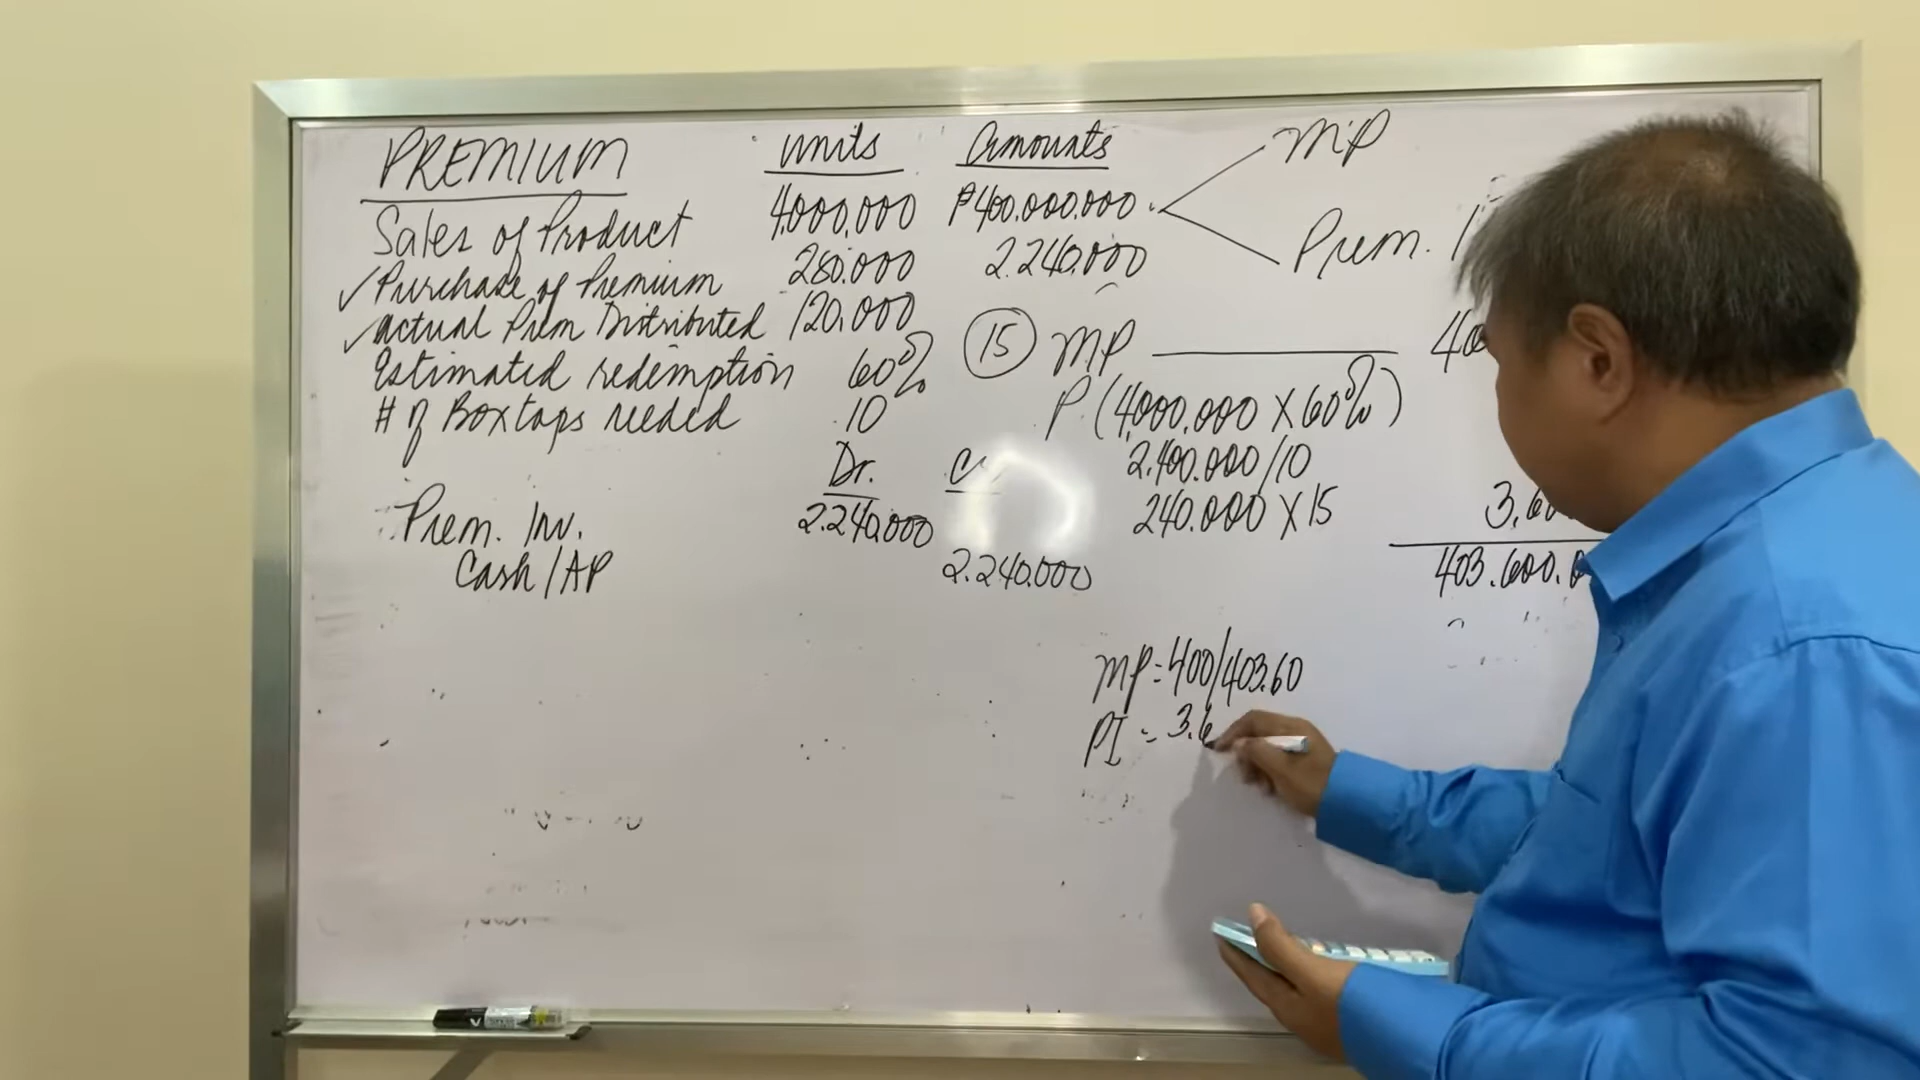 PREMIUM units Amounts MP
Sales of Product 4,000,000 ₱400.000.000
Purchase of Premium 280.000 2.240.000 Prem.
✓ Actual Prem Distributed 120,000
Estimated redemption 60% 15 MP
# of Boxtops needed 10 P (4,000.000 X 60%)
Dr. 2.400.000/10
Prem. Inv. 2.240.000 240.000 X 15
Cash/AP 2.240.000 403.600.
MP = 400/403.60
PI = 3.6